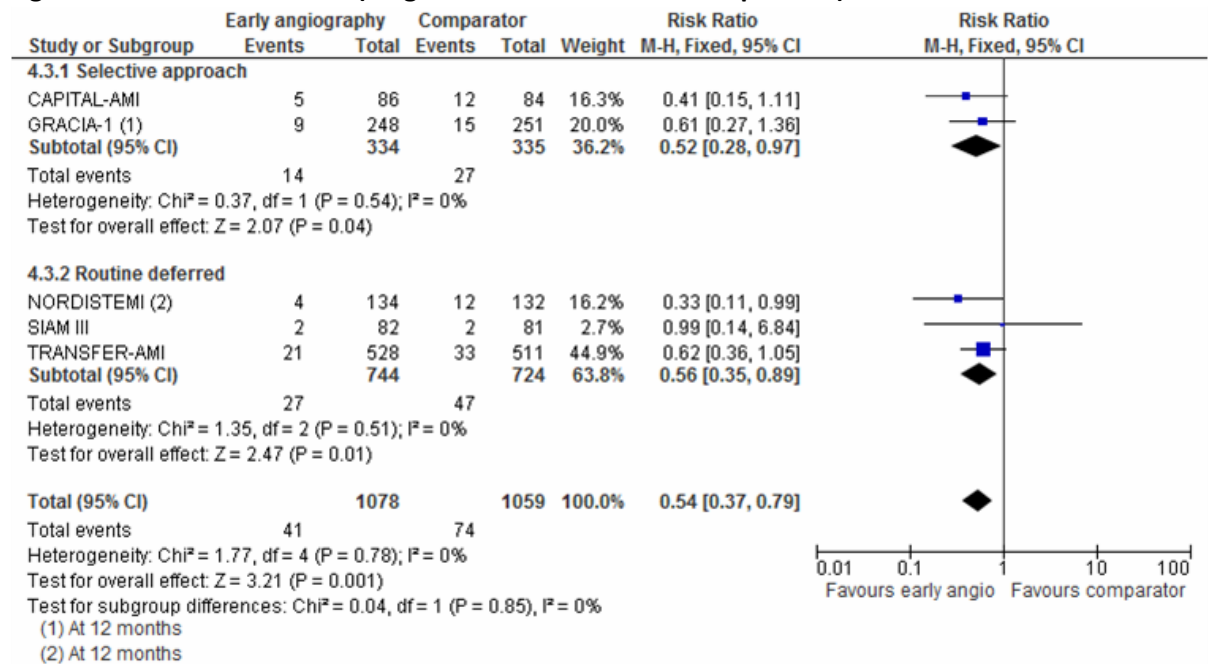 Early angiography Comparator Risk Ratio Risk Ratio
Study or Subgroup Events Total Events Total Weight M-H, Fixed, 95% CI M-H, Fixed, 95% CI
4.3.1 Selective approach
CAPITAL-AMI 5 86 12 84 16.3% 0.41 [0.15, 1.11]
GRACIA-1 (1) 9 248 15 251 20.0% 0.61 [0.27, 1.36]
Subtotal (95% CI) 334 335 36.2% 0.52 [0.28, 0.97]
Total events 14 27
Heterogeneity: Chi² = 0.37, df = 1 (P = 0.54); I² = 0%
Test for overall effect: Z = 2.07 (P = 0.04)
4.3.2 Routine deferred
NORDISTEMI (2) 4 134 12 132 16.2% 0.33 [0.11, 0.99]
SIAM III 2 82 2 81 2.7% 0.99 [0.14, 6.84]
TRANSFER-AMI 21 528 33 511 44.9% 0.62 [0.36, 1.05]
Subtotal (95% CI) 744 724 63.8% 0.56 [0.35, 0.89]
Total events 27 47
Heterogeneity: Chi² = 1.35, df = 2 (P = 0.51); I² = 0%
Test for overall effect: Z = 2.47 (P = 0.01)
Total (95% CI) 1078 1059 100.0% 0.54 [0.37, 0.79]
Total events 41 74
Heterogeneity: Chi² = 1.77, df = 4 (P = 0.78); I² = 0%
Test for overall effect: Z = 3.21 (P = 0.001)
Test for subgroup differences: Chi² = 0.04, df = 1 (P = 0.85), I² = 0%
0.01 0.1 1 10 100
Favours early angio Favours comparator
(1) At 12 months
(2) At 12 months